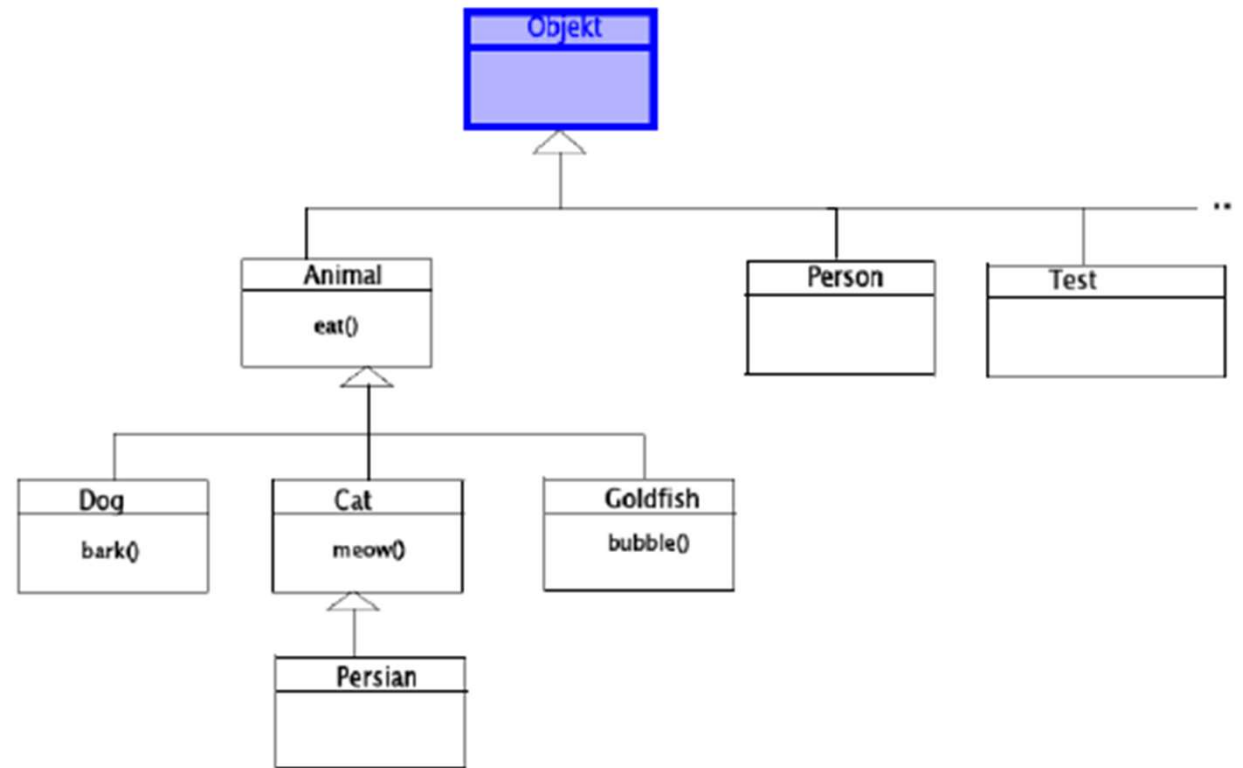 Objekt
..
Animal
eat()
Person
Test
Dog
bark()
Cat
meow()
Goldfish
bubble()
Persian